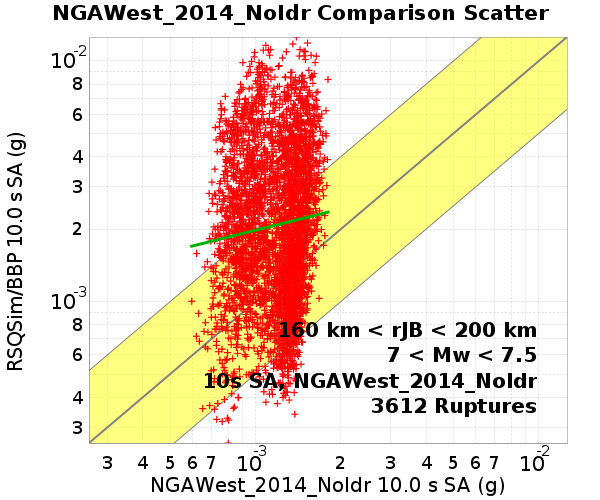 NGAWest_2014_NoIdr Comparison Scatter
RSQSim/BBP 10.0 s SA (g)
10-2
8
6
4
3
2
10-3
8
6
4
3
160 km < rJB < 200 km
7 < Mw < 7.5
10s SA, NGAWest_2014_NoIdr
3612 Ruptures
3 4 5 6 7 10-3 2 3 4 5 6 7 10-2
NGAWest_2014_NoIdr 10.0 s SA (g)